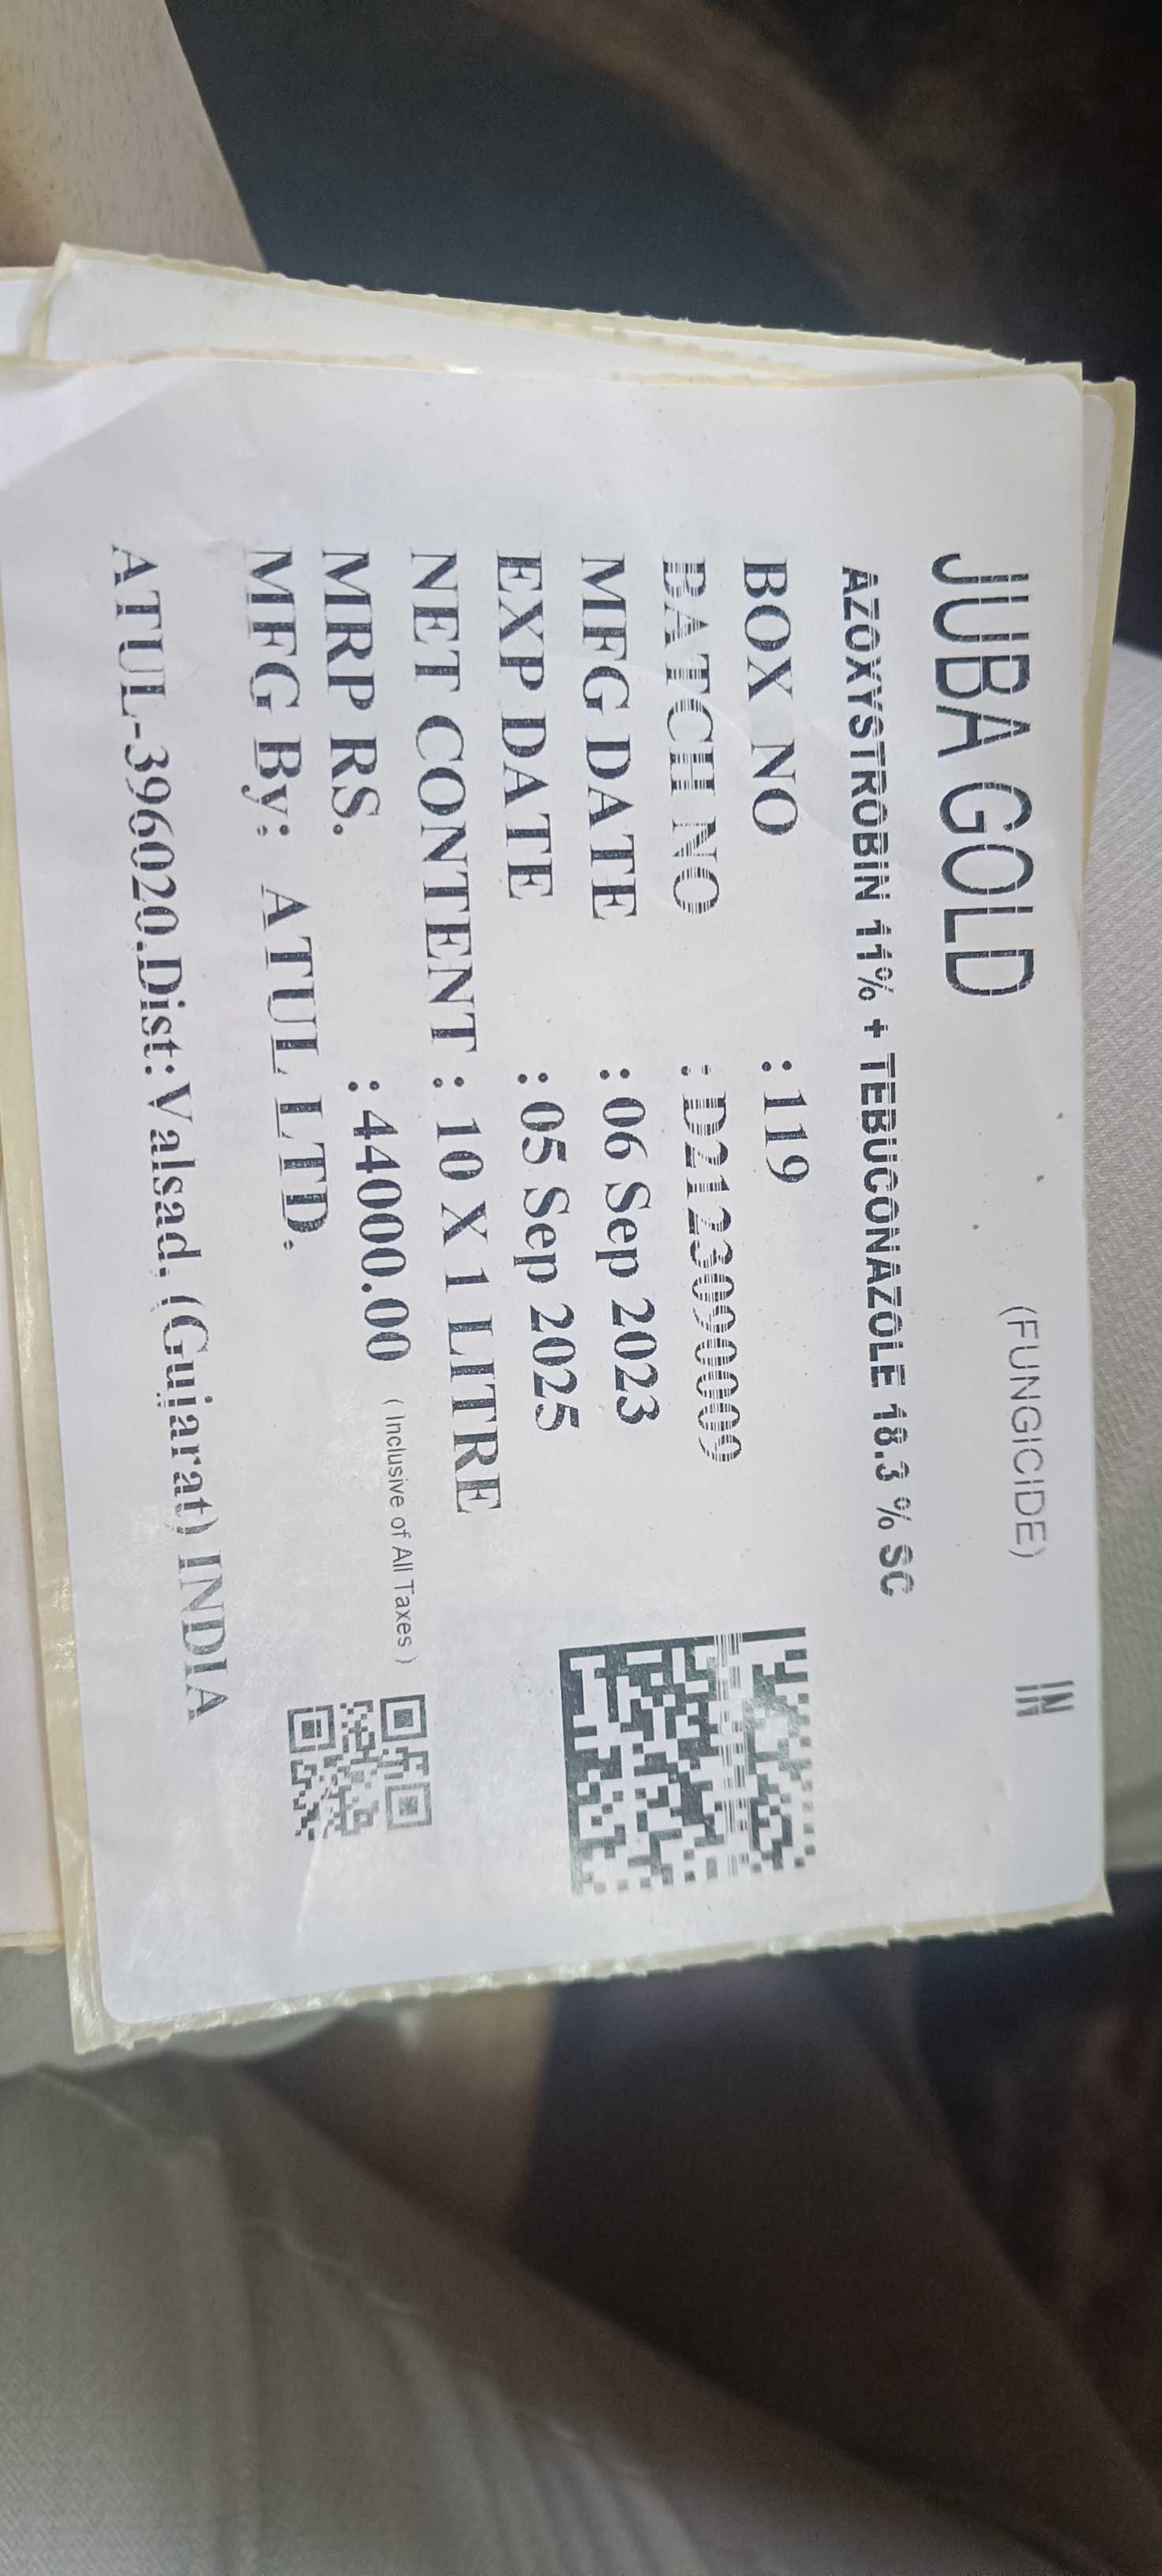 JUBA GOLD (FUNGICIDE) IN
AZOXYSTROBIN 11% + TEBUCONAZOLE 18.3 % SC
BOX NO :119
BATCH NO :D2123090009
MFG DATE :06 Sep 2023
EXP DATE :05 Sep 2025
NET CONTENT : 10 X 1 LITRE
MRP RS. :44000.00 ( Inclusive of All Taxes )
MFG By: ATUL LTD.
ATUL-396020.Dist:Valsad. (Gujarat) INDIA